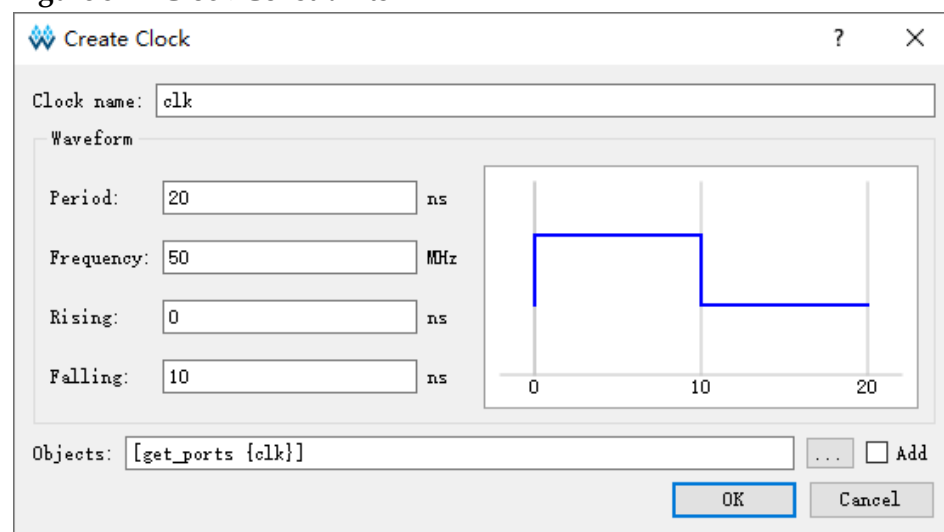 Create Clock ? ×
Clock name: clk
Waveform
Period: 20 ns
Frequency: 50 MHz
Rising: 0 ns
Falling: 10 ns
0 10 20
Objects: [get_ports {clk}] ... Add
OK Cancel